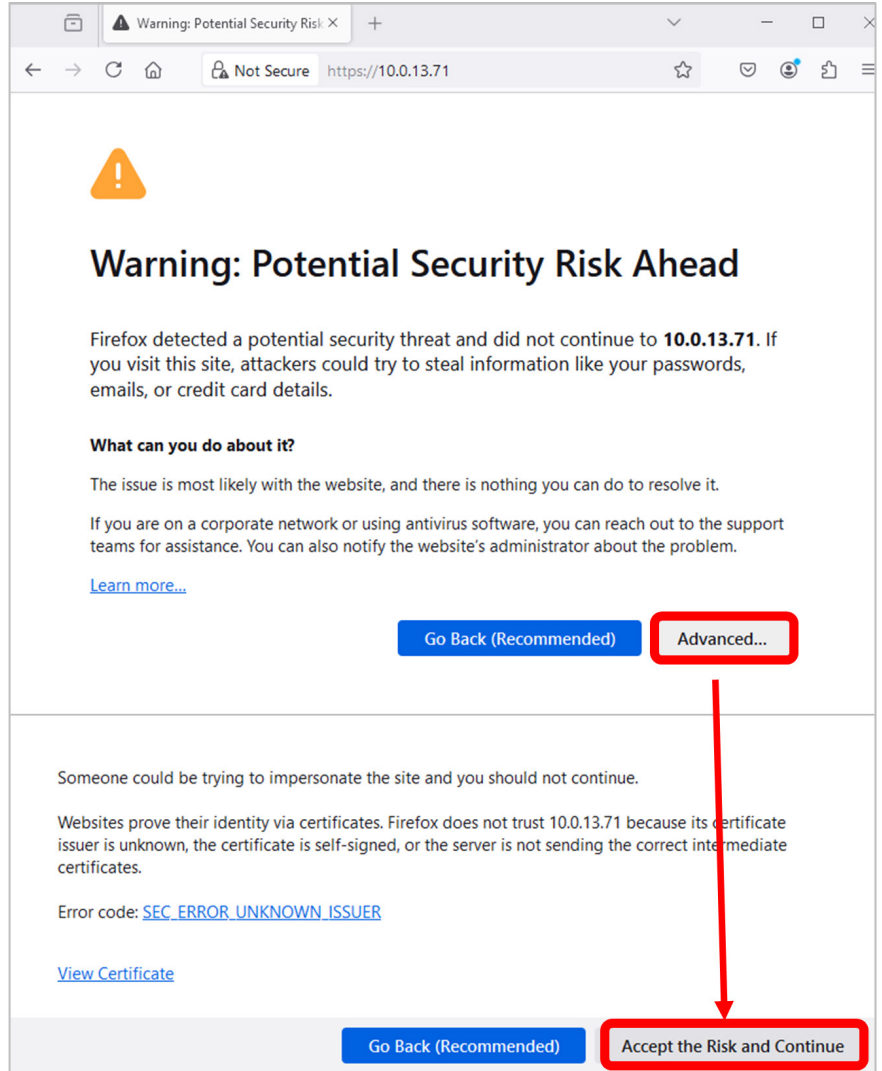 Warning: Potential Security Risk
Not Secure https://10.0.13.71
Warning: Potential Security Risk Ahead
Firefox detected a potential security threat and did not continue to 10.0.13.71. If
you visit this site, attackers could try to steal information like your passwords,
emails, or credit card details.
What can you do about it?
The issue is most likely with the website, and there is nothing you can do to resolve it.
If you are on a corporate network or using antivirus software, you can reach out to the support
teams for assistance. You can also notify the website's administrator about the problem.
Learn more...
Go Back (Recommended) Advanced...
Someone could be trying to impersonate the site and you should not continue.
Websites prove their identity via certificates. Firefox does not trust 10.0.13.71 because its certificate
issuer is unknown, the certificate is self-signed, or the server is not sending the correct intermediate
certificates.
Error code: SEC_ERROR_UNKNOWN_ISSUER
View Certificate
Go Back (Recommended) Accept the Risk and Continue